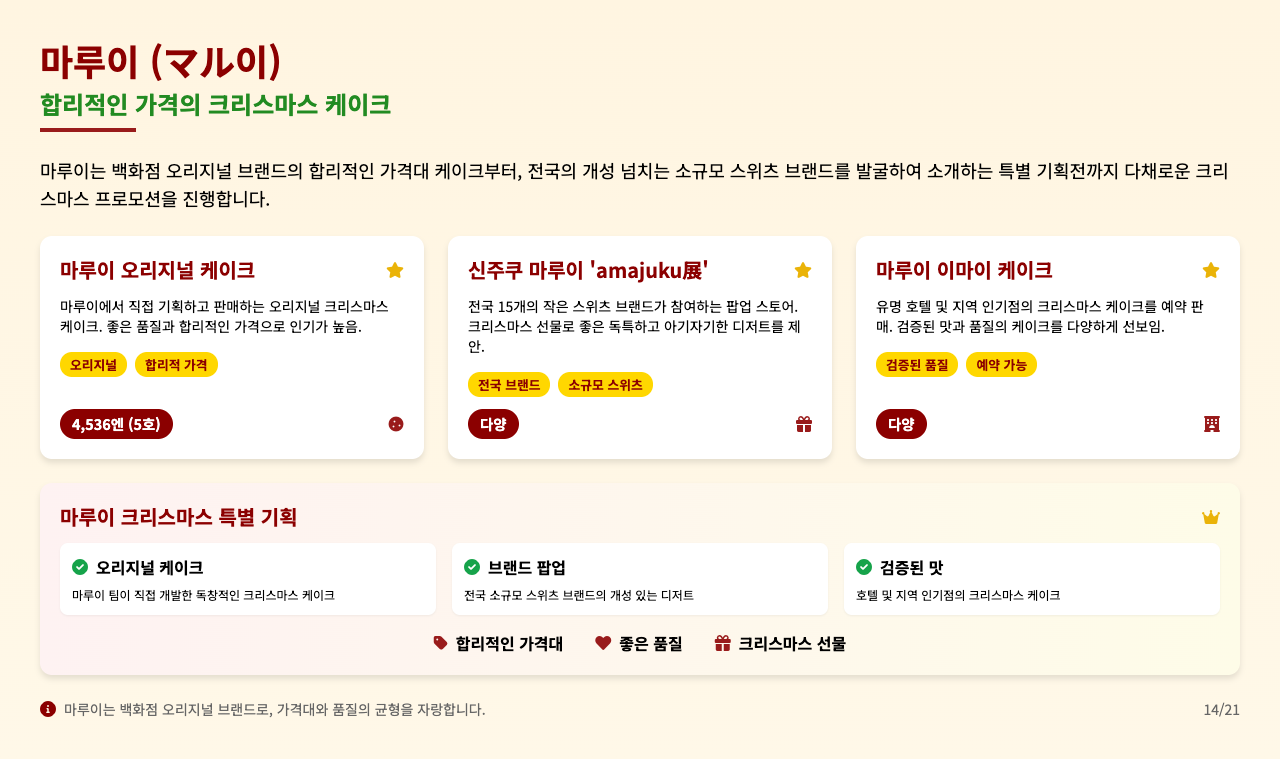 마루이 (マル이)
합리적인 가격의 크리스마스 케이크
마루이는 백화점 오리지널 브랜드의 합리적인 가격대 케이크부터, 전국의 개성 넘치는 소규모 스위츠 브랜드를 발굴하여 소개하는 특별 기획전까지 다채로운 크리
스마스 프로모션을 진행합니다.
마루이 오리지널 케이크
마루이에서 직접 기획하고 판매하는 오리지널 크리스마스
케이크. 좋은 품질과 합리적인 가격으로 인기가 높음.
오리지널 합리적 가격
4,536엔 (5호)
신주쿠 마루이 'amajuku展'
전국 15개의 작은 스위츠 브랜드가 참여하는 팝업 스토어.
크리스마스 선물로 좋은 독특하고 아기자기한 디저트를 제
안.
전국 브랜드 소규모 스위츠
다양
마루이 이마이 케이크
유명 호텔 및 지역 인기점의 크리스마스 케이크를 예약 판
매. 검증된 맛과 품질의 케이크를 다양하게 선보임.
검증된 품질 예약 가능
다양
마루이 크리스마스 특별 기획
오리지널 케이크
마루이 팀이 직접 개발한 독창적인 크리스마스 케이크
브랜드 팝업
전국 소규모 스위츠 브랜드의 개성 있는 디저트
검증된 맛
호텔 및 지역 인기점의 크리스마스 케이크
합리적인 가격대 좋은 품질 크리스마스 선물
마루이는 백화점 오리지널 브랜드로, 가격대와 품질의 균형을 자랑합니다.
14/21